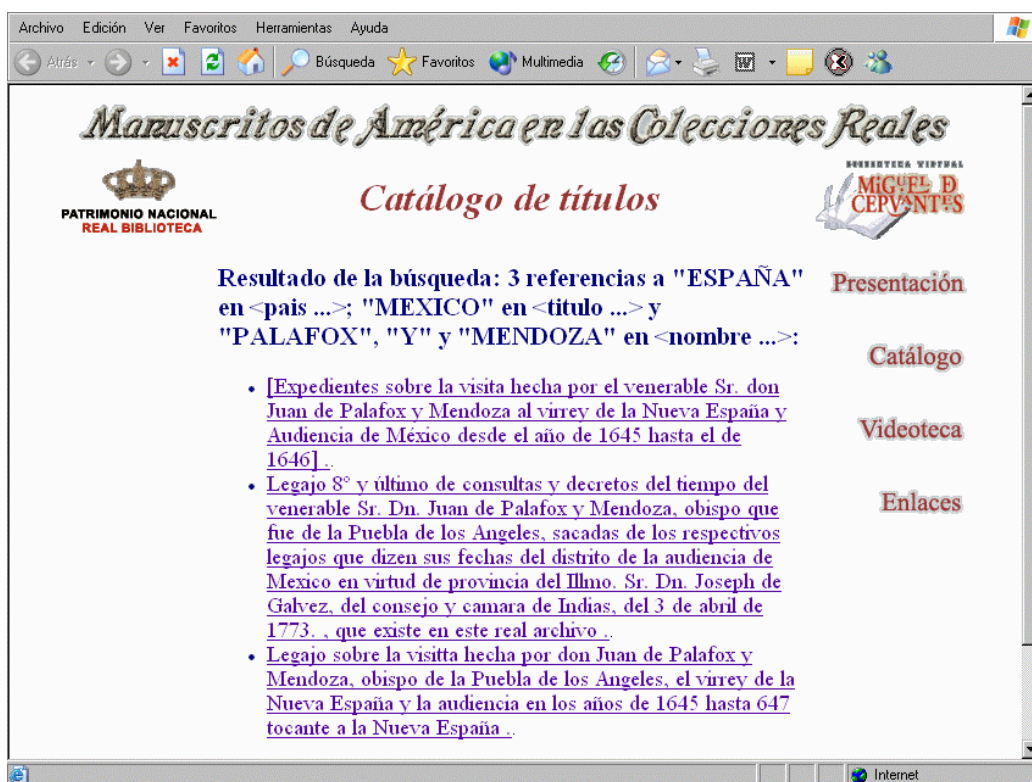 Archivo Edición Ver Favoritos Herramientas Ayuda
Atrás Búsqueda Favoritos Multimedia
Manuscritos de América en las Colecciones Reales
PATRIMONIO NACIONAL
REAL BIBLIOTECA
Catálogo de títulos
BIBLIOTECA VIRTUAL
MIGUEL D
CERVANTES
Resultado de la búsqueda: 3 referencias a "ESPAÑA"
en <pais ...>; "MEXICO" en <titulo ...> y
"PALAFOX", "Y" y "MENDOZA" en <nombre ...>:
Presentación
Catálogo
Videoteca
Enlaces
• [Expedientes sobre la visita hecha por el venerable Sr. don
Juan de Palafox y Mendoza al virrey de la Nueva España y
Audiencia de México desde el año de 1645 hasta el de
1646] ..
• Legajo 8° y último de consultas y decretos del tiempo del
venerable Sr. Dn. Juan de Palafox y Mendoza, obispo que
fue de la Puebla de los Angeles, sacadas de los respectivos
legajos que dizen sus fechas del distrito de la audiencia de
Mexico en virtud de provincia del Illmo. Sr. Dn. Joseph de
Galvez, del consejo y camara de Indias, del 3 de abril de
1773. , que existe en este real archivo ..
• Legajo sobre la visitta hecha por don Juan de Palafox y
Mendoza, obispo de la Puebla de los Angeles, el virrey de la
Nueva España y la audiencia en los años de 1645 hasta 647
tocante a la Nueva España ..
Internet